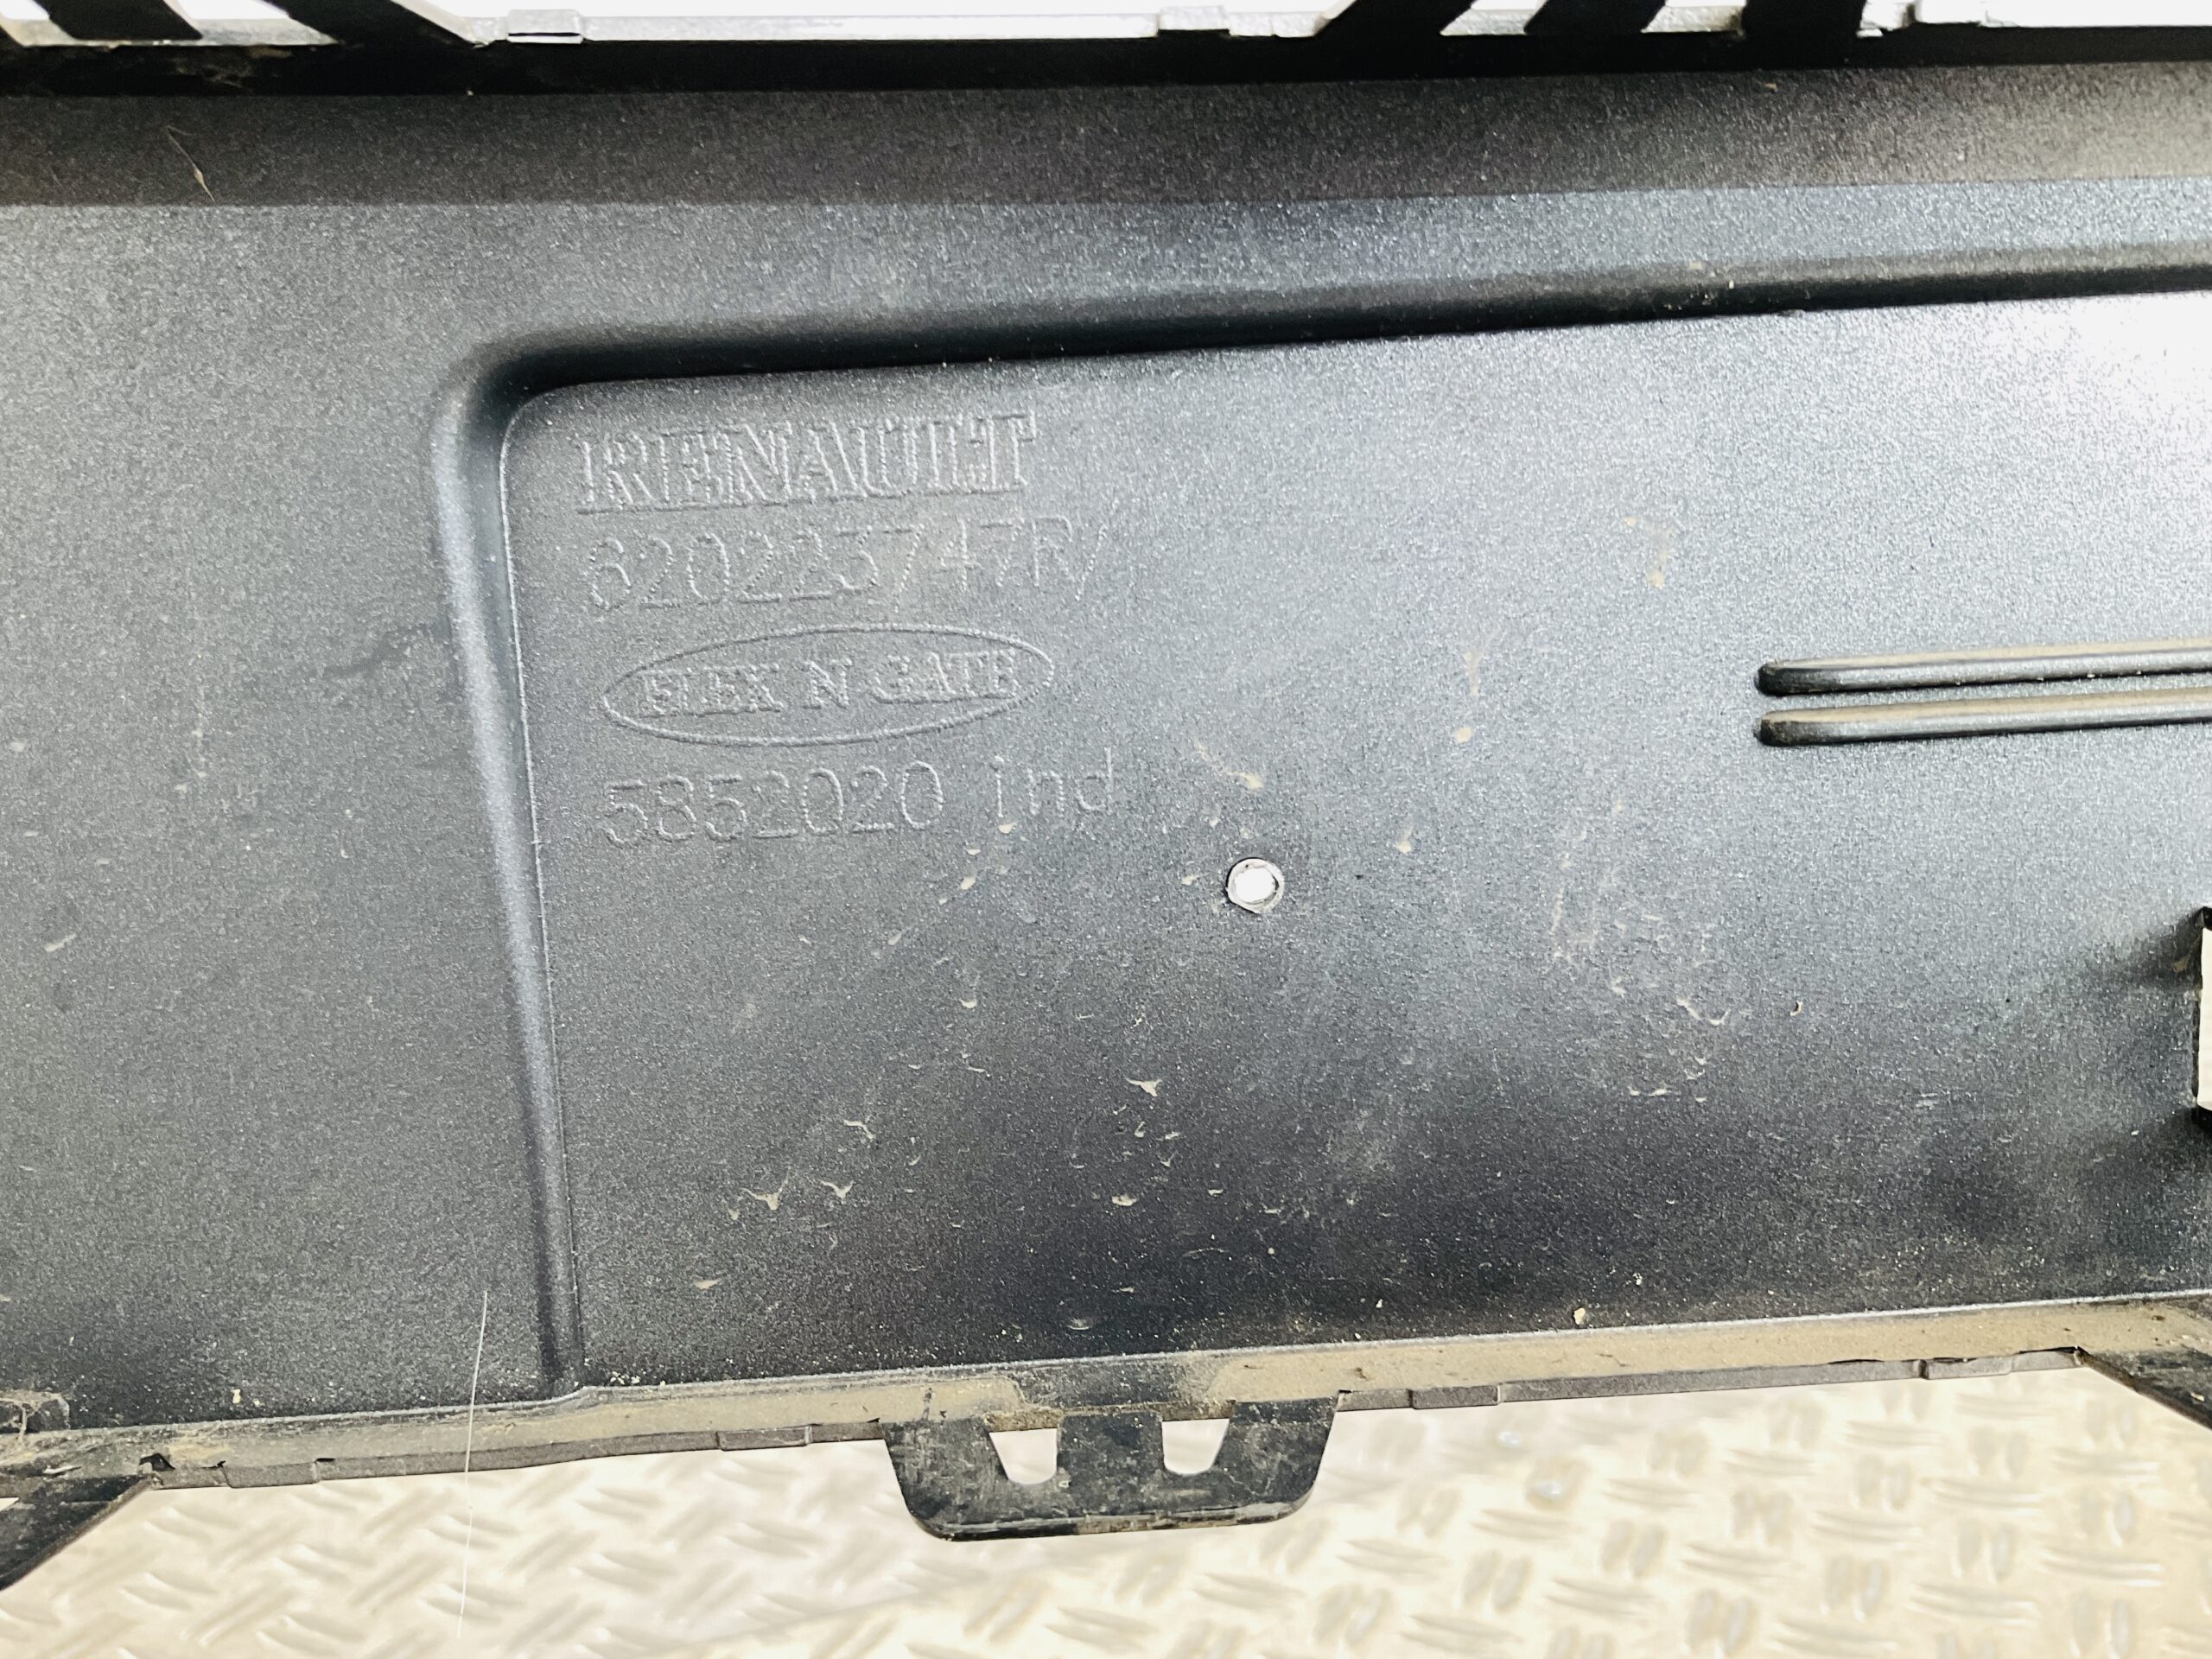 RENAULT
620223747R/
FLEX N GATE
5852020 ind